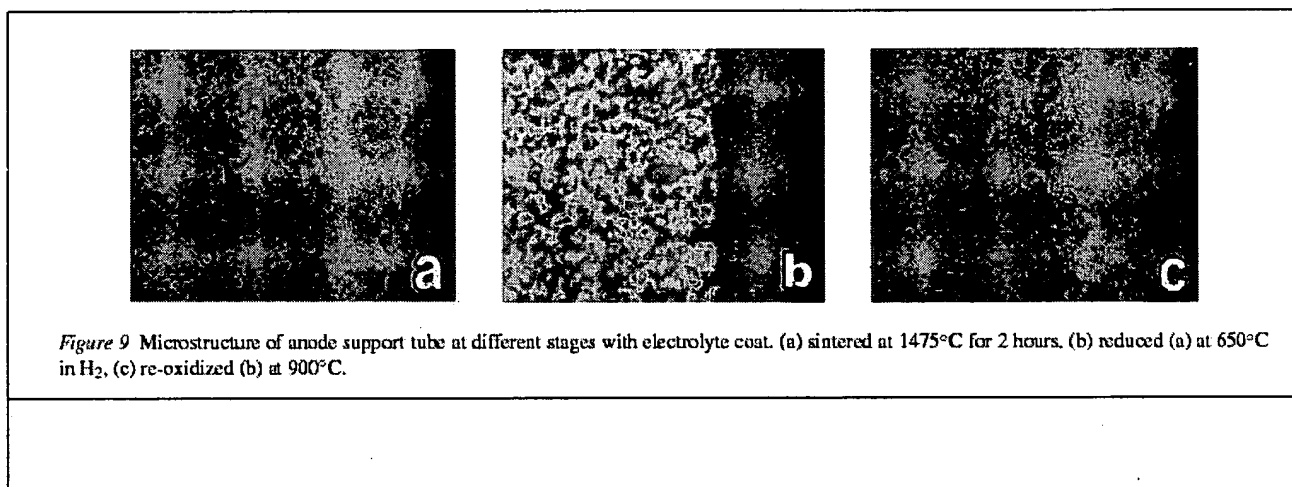 a
b
c
Figure 9 Microstructure of anode support tube at different stages with electrolyte coat. (a) sintered at 1475°C for 2 hours, (b) reduced (a) at 650°C
in H₂, (c) re-oxidized (b) at 900°C.